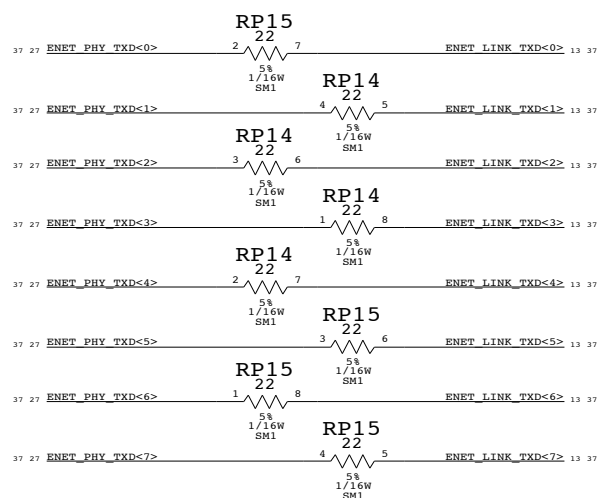 RP15
22
37 27 ENET_PHY_TXD<0> 2 7 ENET_LINK_TXD<0> 13 37
5%
1/16W
SM1
RP14
22
37 27 ENET_PHY_TXD<1> 4 5 ENET_LINK_TXD<1> 13 37
5%
1/16W
SM1
RP14
22
37 27 ENET_PHY_TXD<2> 3 6 ENET_LINK_TXD<2> 13 37
5%
1/16W
SM1
RP14
22
37 27 ENET_PHY_TXD<3> 1 8 ENET_LINK_TXD<3> 13 37
5%
1/16W
SM1
RP14
22
37 27 ENET_PHY_TXD<4> 2 7 ENET_LINK_TXD<4> 13 37
5%
1/16W
SM1
RP15
22
37 27 ENET_PHY_TXD<5> 3 6 ENET_LINK_TXD<5> 13 37
5%
1/16W
SM1
RP15
22
37 27 ENET_PHY_TXD<6> 1 8 ENET_LINK_TXD<6> 13 37
5%
1/16W
SM1
RP15
22
37 27 ENET_PHY_TXD<7> 4 5 ENET_LINK_TXD<7> 13 37
5%
1/16W
SM1